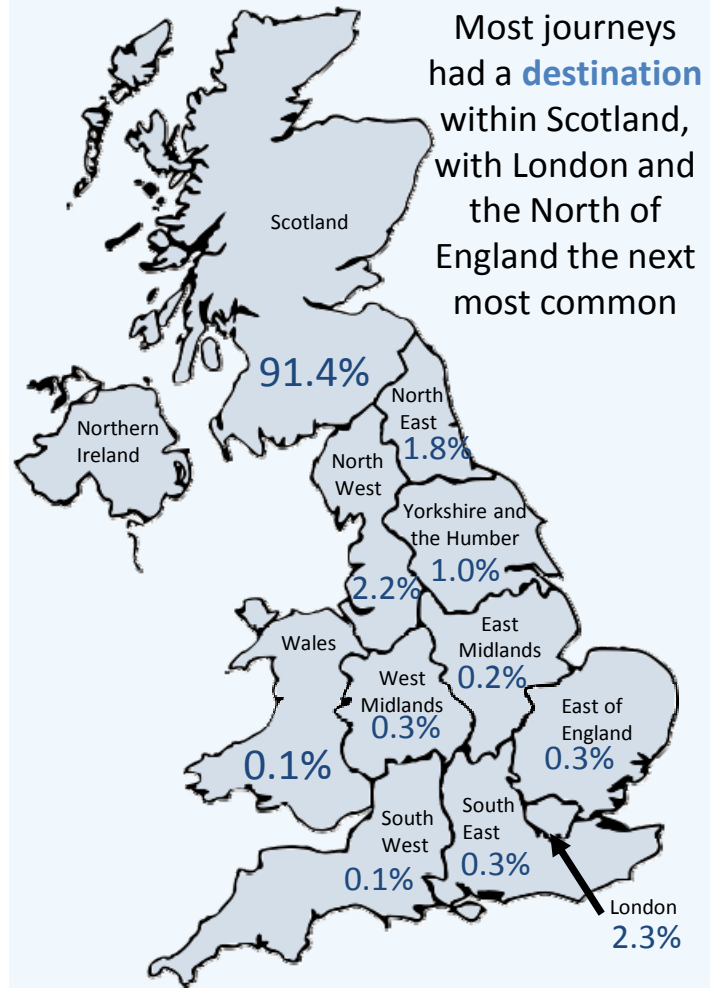 Most journeys
had a destination
within Scotland,
with London and
the North of
England the next
most common
Scotland
91.4%
North
East
1.8%
Northern
Ireland
North
West
2.2%
Yorkshire and
the Humber
1.0%
Wales
0.1%
East
Midlands
0.2%
West
Midlands
0.3%
East of
England
0.3%
South
West
0.1%
South
East
0.3%
London
2.3%